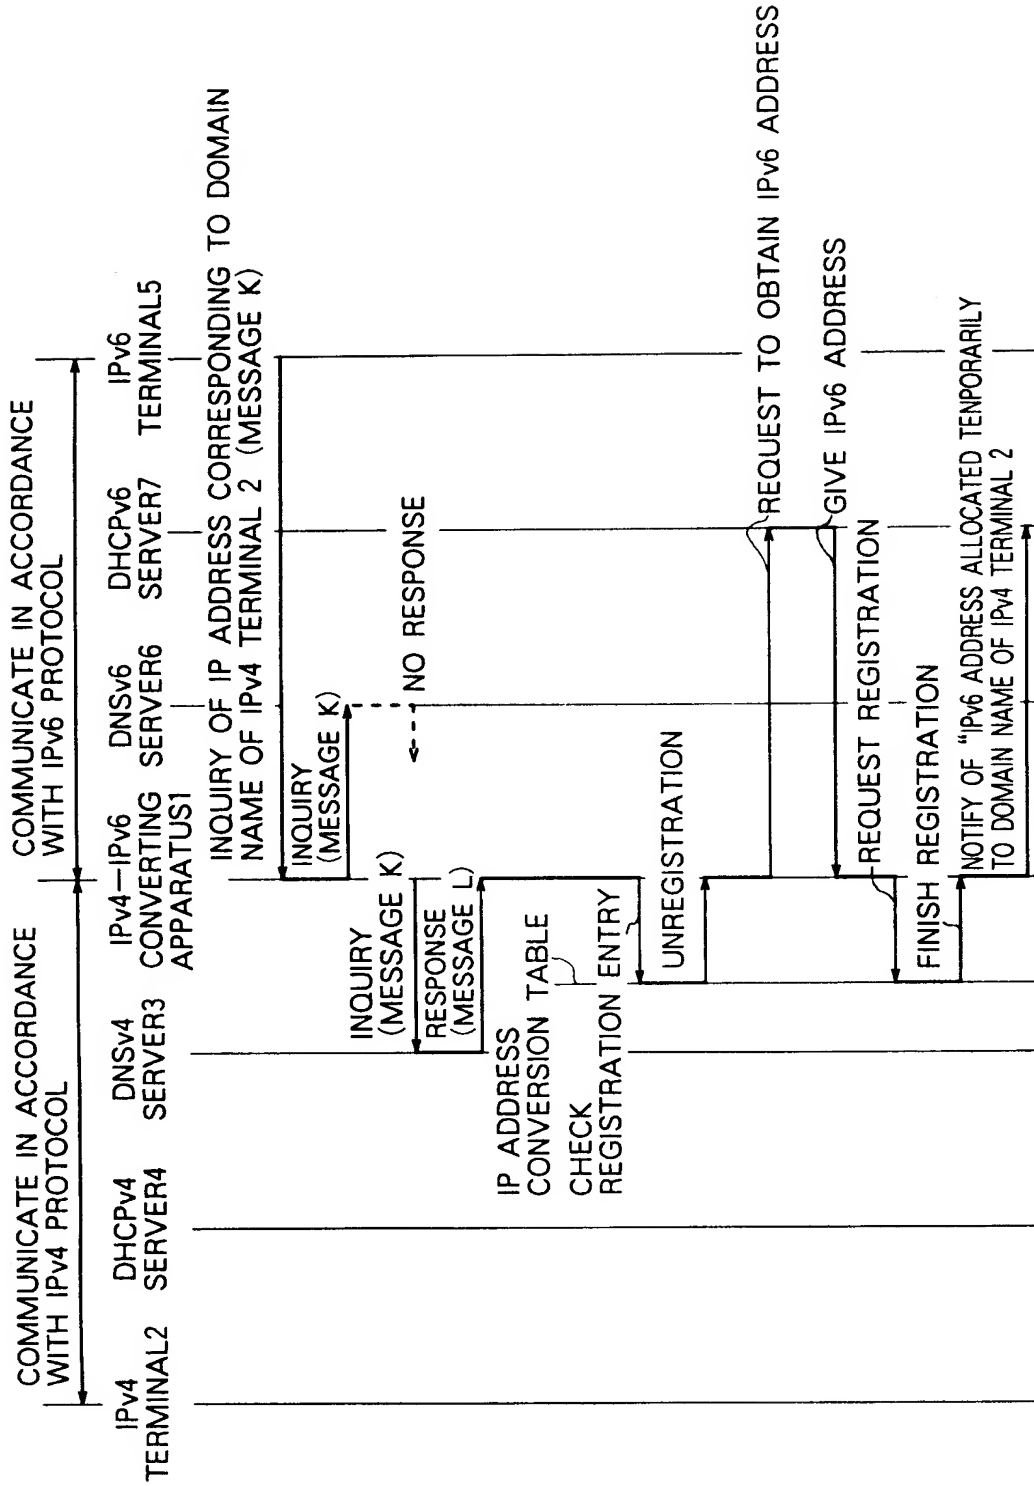 COMMUNICATE IN ACCORDANCE
WITH IPv4 PROTOCOL
COMMUNICATE IN ACCORDANCE
WITH IPv6 PROTOCOL
IPv4
TERMINAL2
DHCPv4
SERVER4
DNSv4
SERVER3
IPv4—IPv6
CONVERTING
APPARATUS1
DNSv6
SERVER6
DHCPv6
SERVER7
IPv6
TERMINAL5
INQUIRY OF IP ADDRESS CORRESPONDING TO DOMAIN
NAME OF IPv4 TERMINAL 2 (MESSAGE K)
INQUIRY
(MESSAGE K)
NO RESPONSE
INQUIRY
(MESSAGE K)
RESPONSE
(MESSAGE L)
IP ADDRESS
CONVERSION TABLE
CHECK
REGISTRATION ENTRY
UNREGISTRATION
REQUEST TO OBTAIN IPv6 ADDRESS
GIVE IPv6 ADDRESS
REQUEST REGISTRATION
FINISH REGISTRATION
NOTIFY OF "IPv6 ADDRESS ALLOCATED TENPORARILY
TO DOMAIN NAME OF IPv4 TERMINAL 2